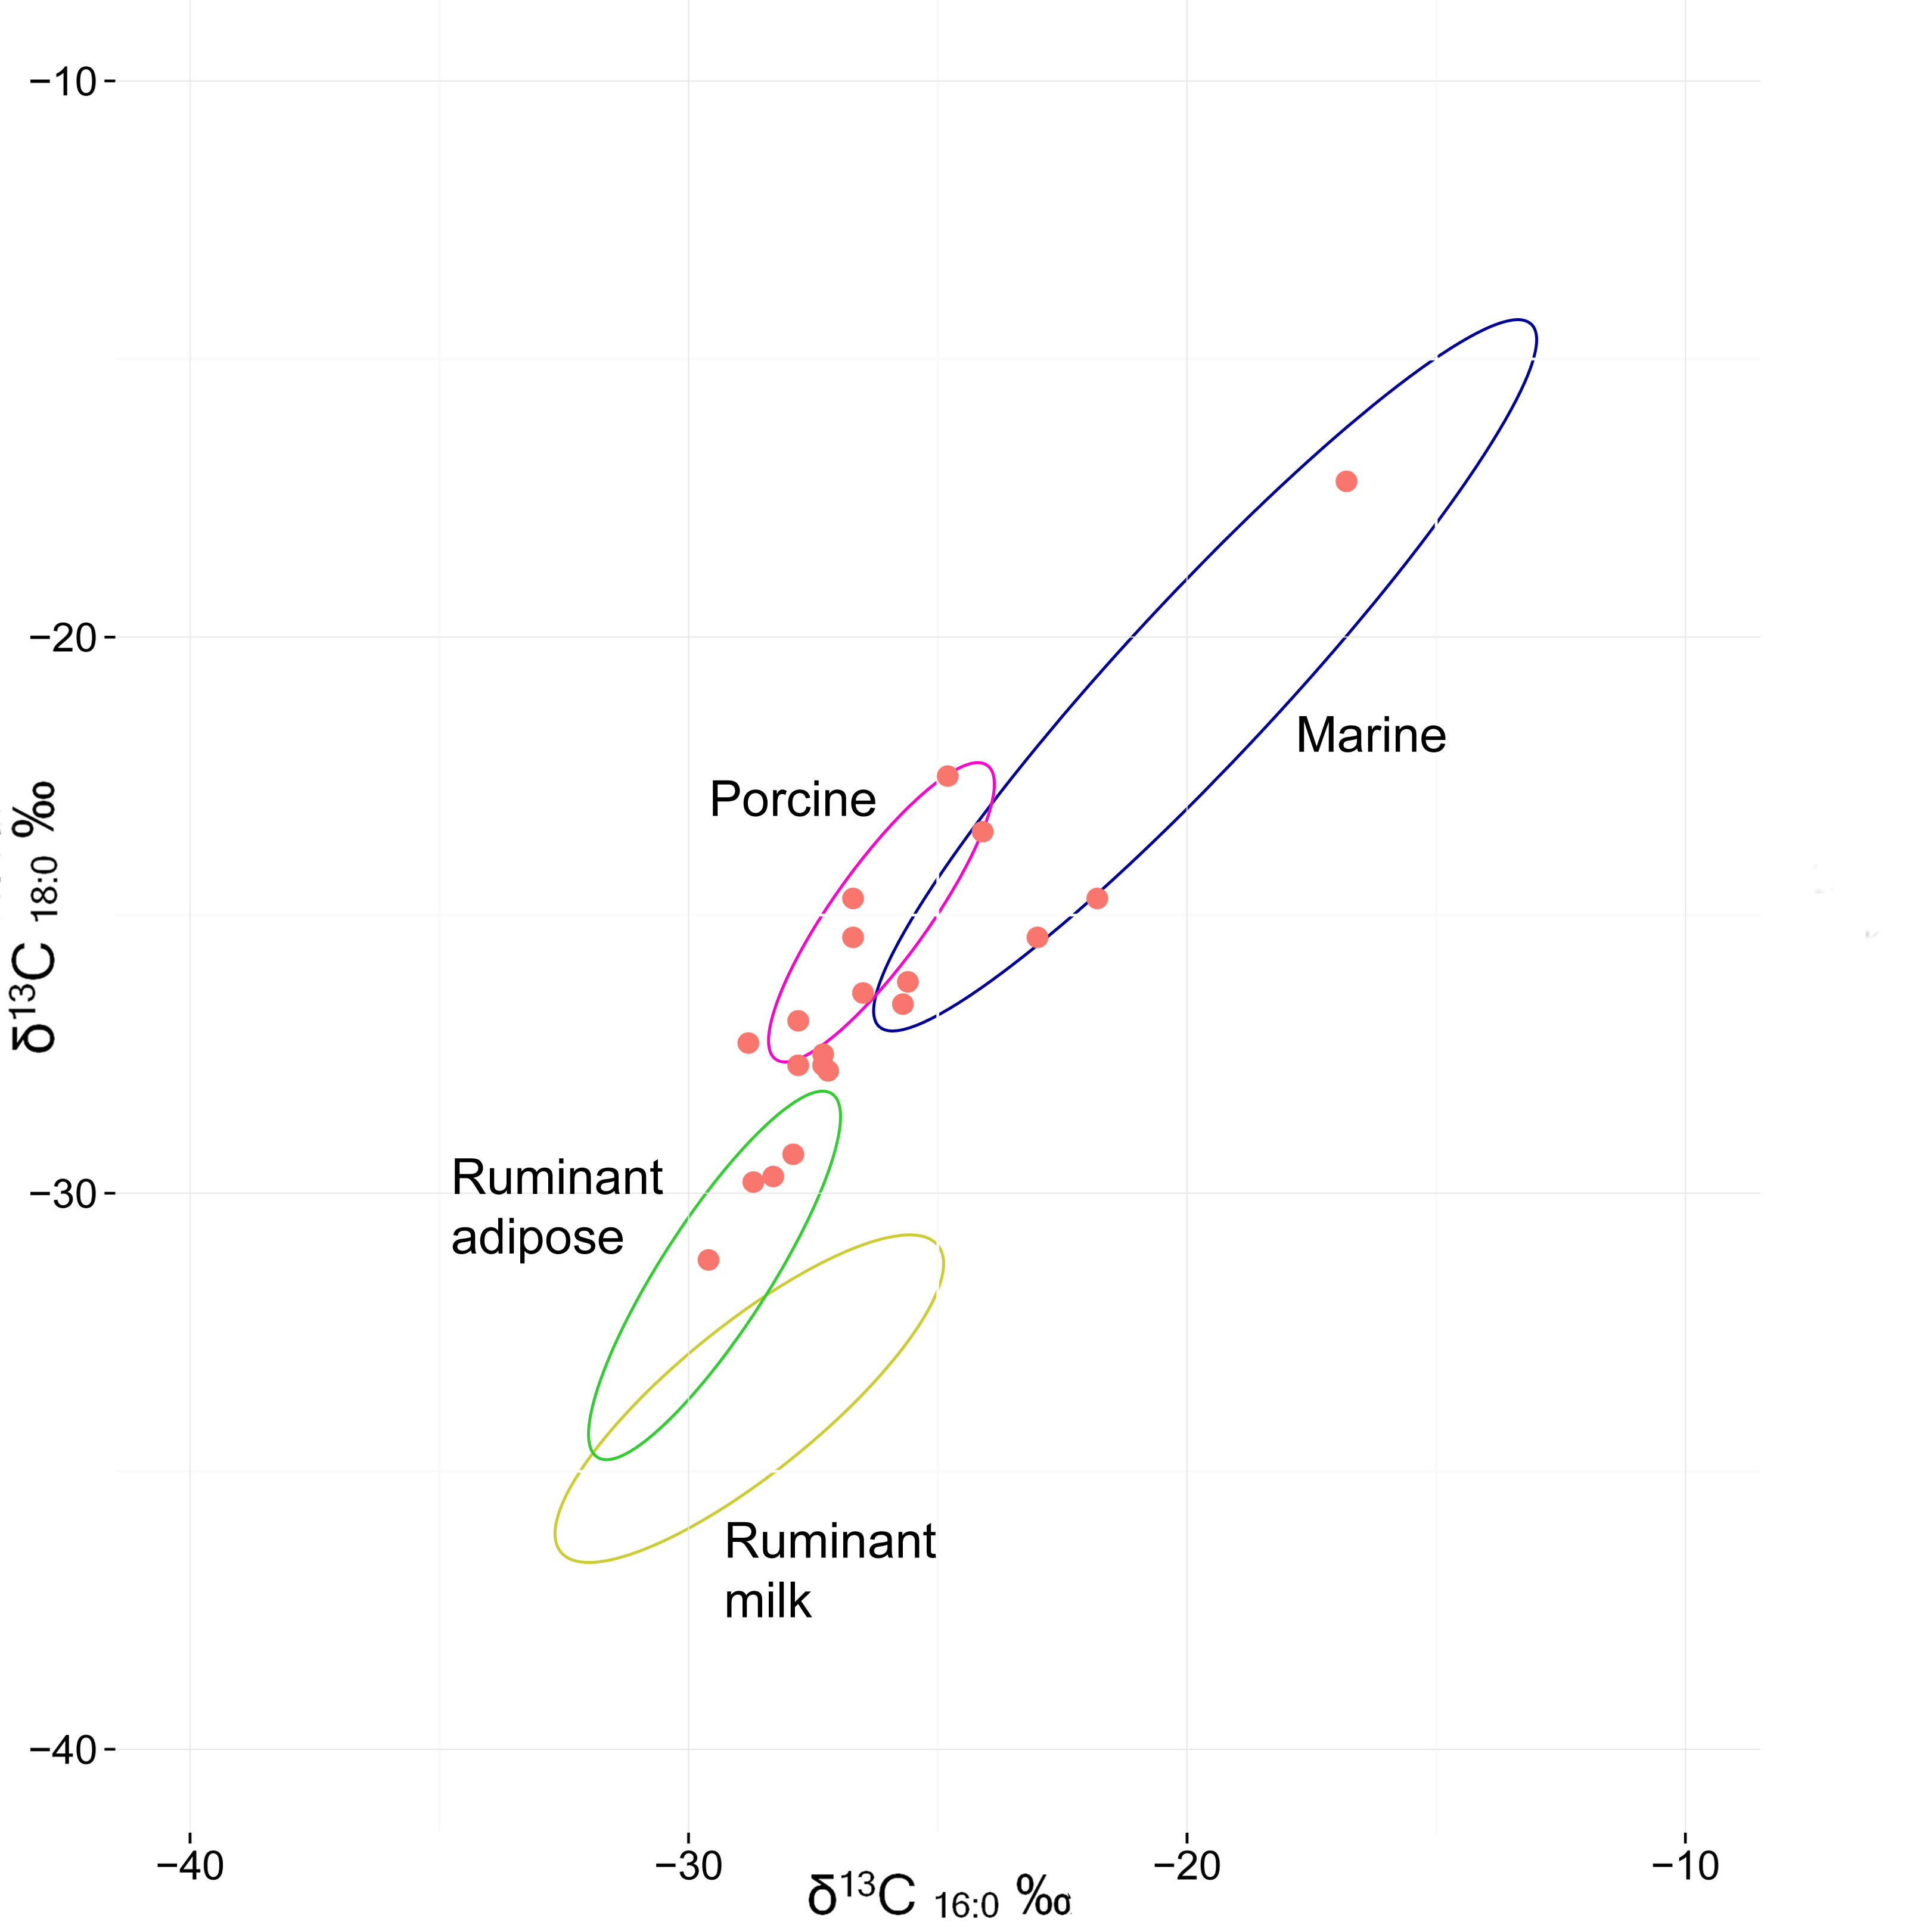 −10
−20
−30
−40
δ13C 18:0 ‰
Marine
Porcine
Ruminant
adipose
Ruminant
milk
−40
−30
−20
−10
δ13C 16:0 ‰